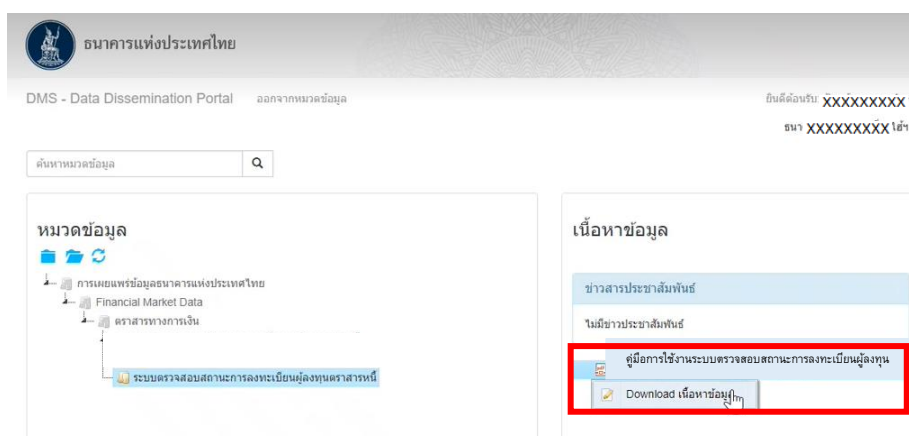 ธนาคารแห่งประเทศไทย
DMS - Data Dissemination Portal ออกจากหมวดข้อมูล
ยินดีต้อนรับ: XXXXXXXXX
ธนา XXXXXXXXX
ค้นหาหมวดข้อมูล
หมวดข้อมูล
การเผยแพร่ข้อมูลธนาคารแห่งประเทศไทย
Financial Market Data
ตราสารทางการเงิน
ระบบตรวจสอบสถานะการลงทะเบียนผู้ลงทุนตราสารหนี้
เนื้อหาข้อมูล
ข่าวสารประชาสัมพันธ์
ไม่มีข่าวประชาสัมพันธ์
คู่มือการใช้งานระบบตรวจสอบสถานะการลงทะเบียนผู้ลงทุน
Download เนื้อหาข้อมูล